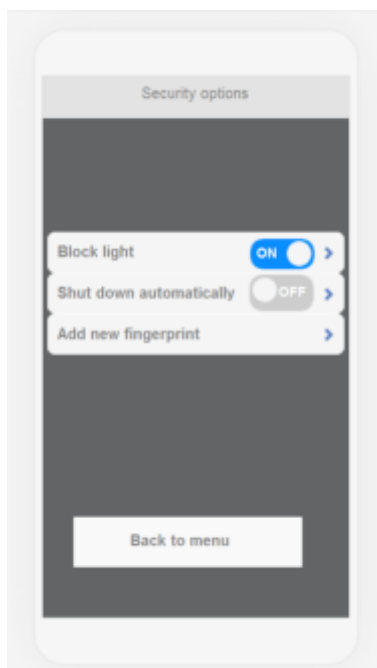 Security options
Block light ON
Shut down automatically OFF
Add new fingerprint
Back to menu